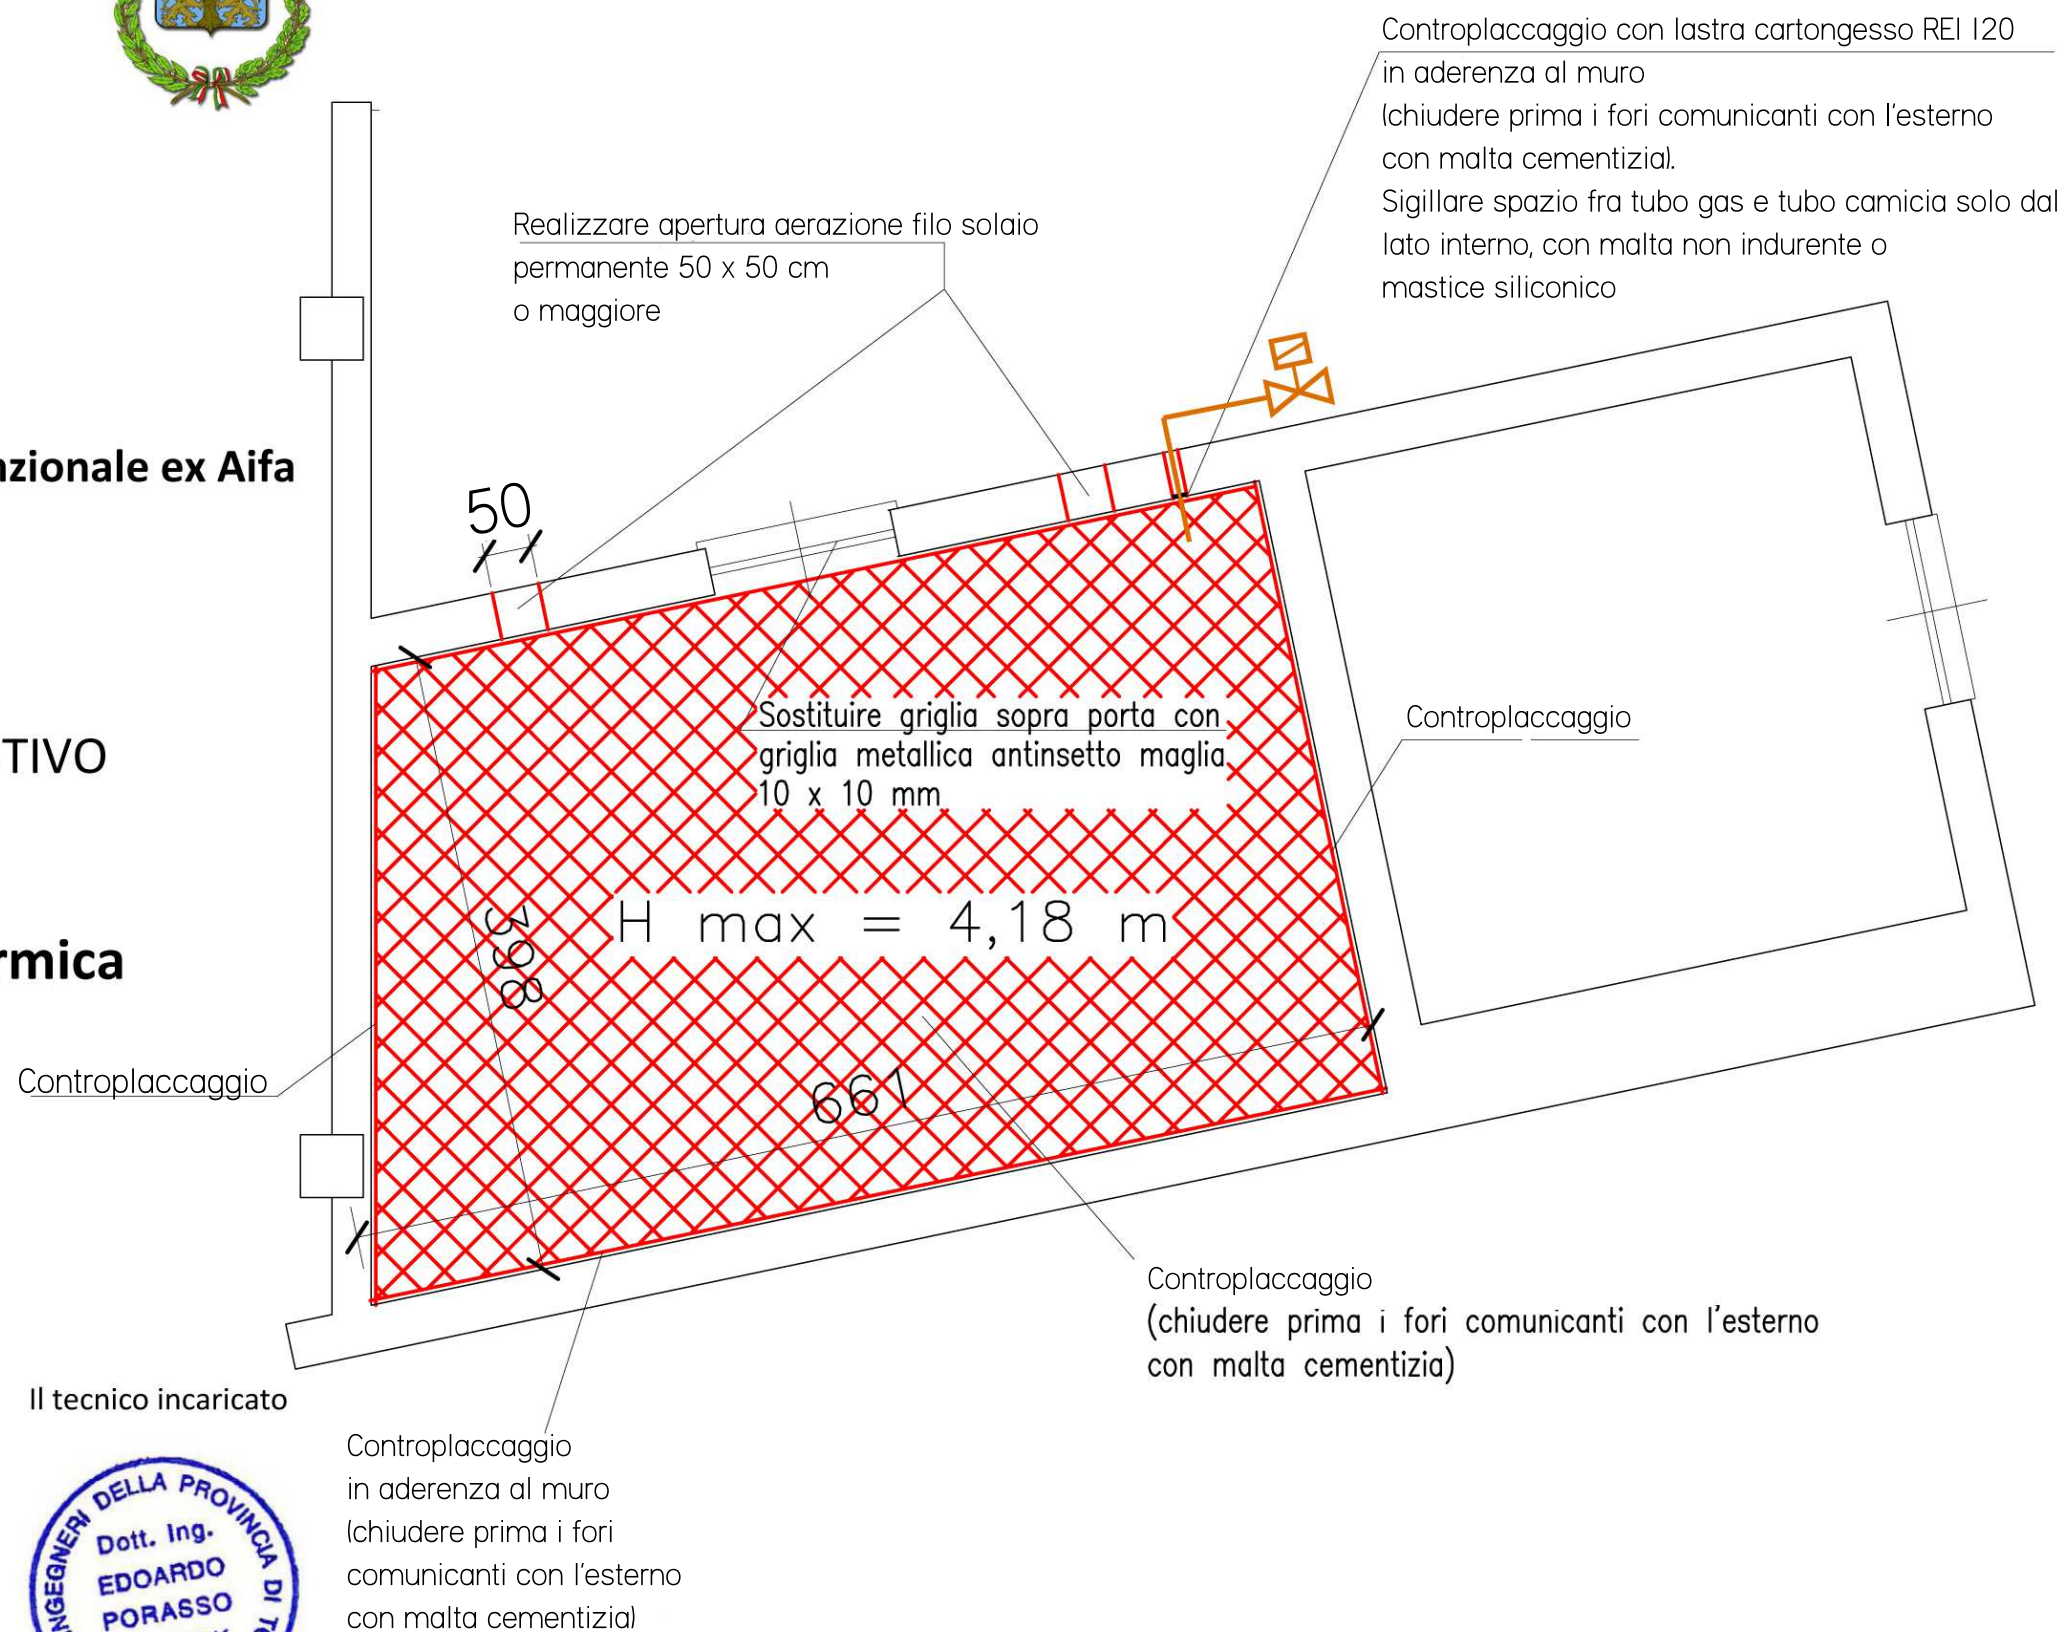 Controplaccaggio con lastra cartongesso REI 120
in aderenza al muro
(chiudere prima i fori comunicanti con l'esterno
con malta cementizia).
Sigillare spazio fra tubo gas e tubo camicia solo dal
lato interno, con malta non indurente o
mastice siliconico
Realizzare apertura aerazione filo solaio
permanente 50 x 50 cm
o maggiore
nzionale ex Aifa
50
TIVO
Sostituire griglia sopra porta con
griglia metallica antinsetto maglia
10 x 10 mm
Controplaccaggio
H max = 4,18 m
398
rmica
661
Controplaccaggio
Controplaccaggio
(chiudere prima i fori comunicanti con l'esterno
con malta cementizia)
Il tecnico incaricato
Controplaccaggio
in aderenza al muro
(chiudere prima i fori
comunicanti con l'esterno
con malta cementizia)
NGEGNERI DELLA PROVINCIA DI TO
Dott. Ing.
EDOARDO
PORASSO